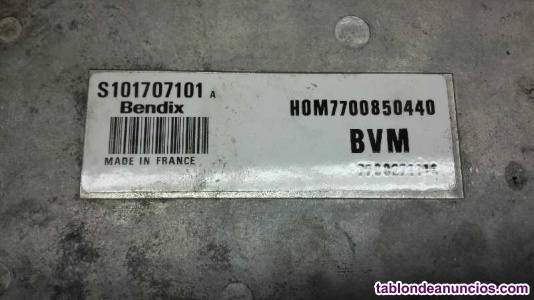 S101707101 A
Bendix
MADE IN FRANCE
HOM7700850440
BVM
tablondeanuncios.com